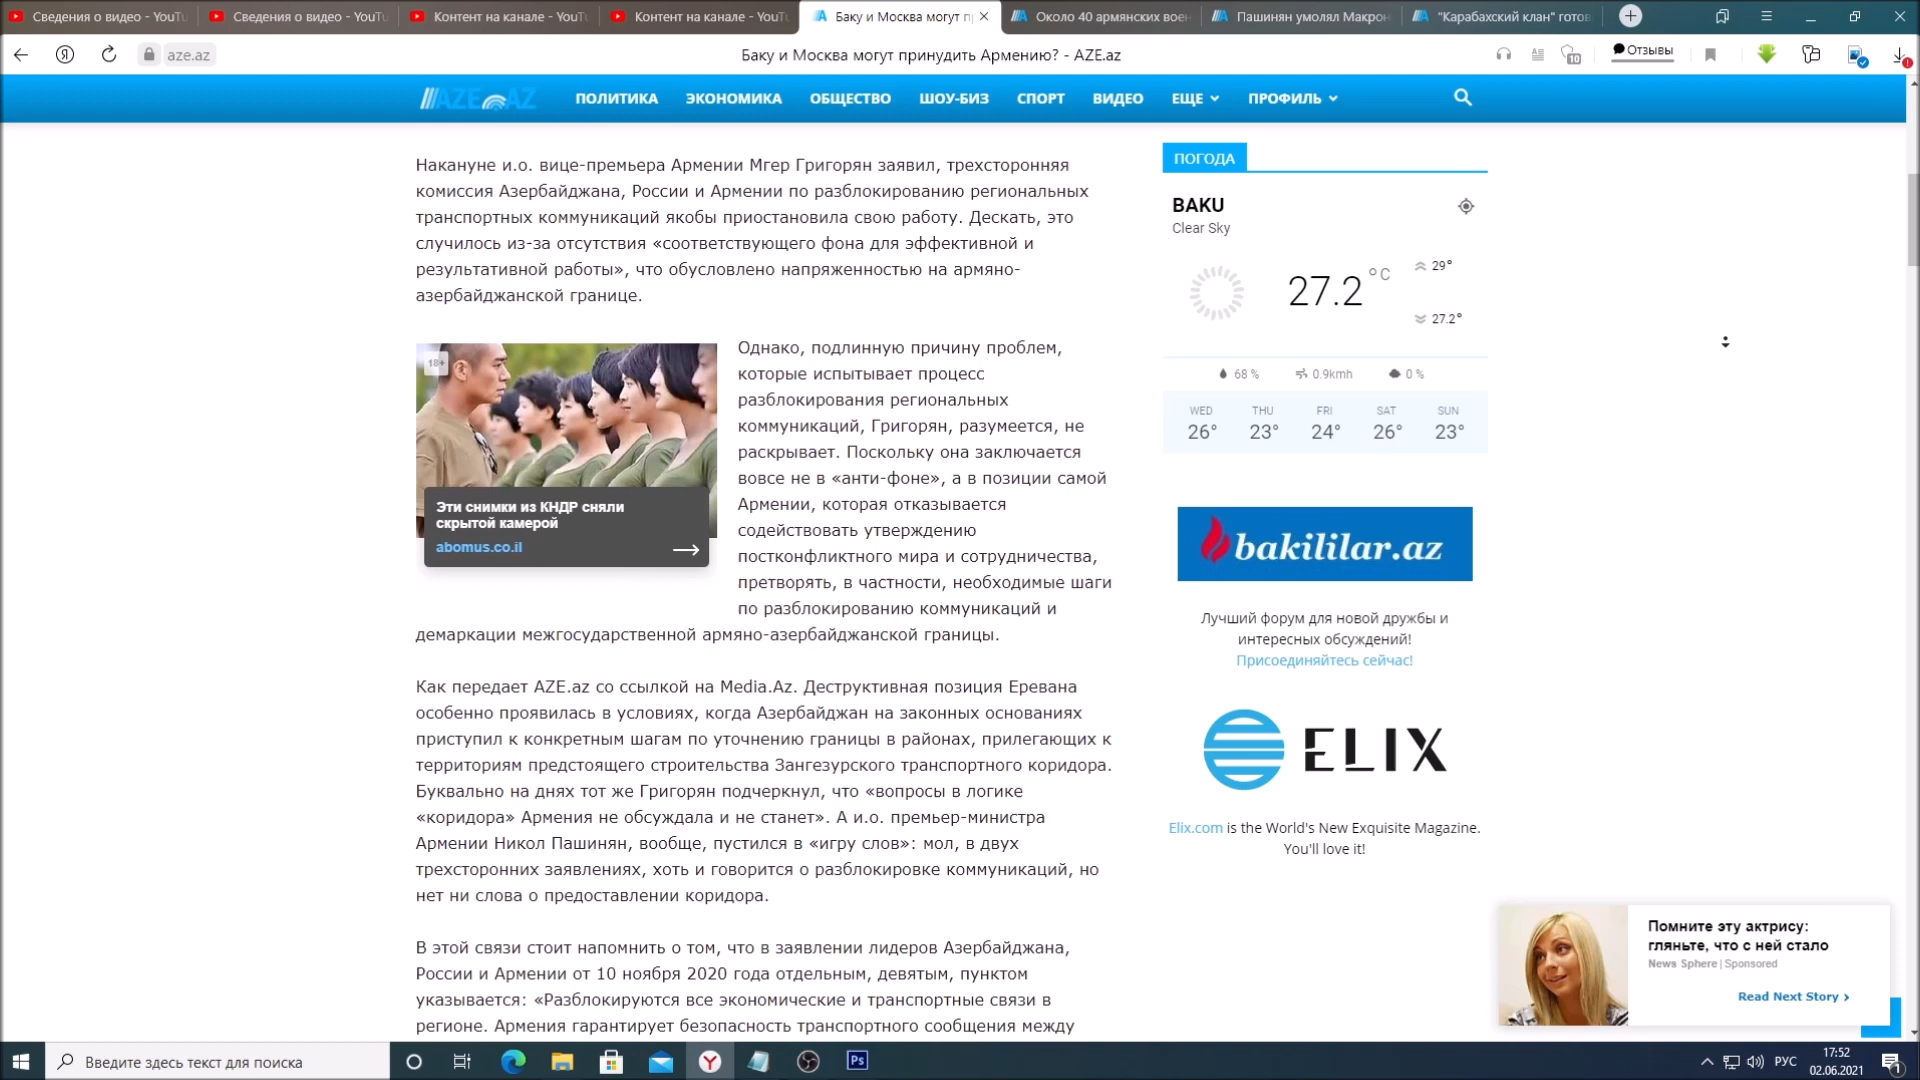 Сведения о видео - YouTu
Сведения о видео - YouTu
Контент на канале - YouTu
Контент на канале - YouTu
Баку и Москва могут пр
Около 40 армянских воен
Пашинян умолял Макрон
"Карабахский клан" готов
aze.az
Баку и Москва могут принудить Армению? - AZE.az
10
Отзывы
AZE AZ
ПОЛИТИКА
ЭКОНОМИКА
ОБЩЕСТВО
ШОУ-БИЗ
СПОРТ
ВИДЕО
ЕЩЕ
ПРОФИЛЬ
Накануне и.о. вице-премьера Армении Мгер Григорян заявил, трехсторонняя
комиссия Азербайджана, России и Армении по разблокированию региональных
транспортных коммуникаций якобы приостановила свою работу. Дескать, это
случилось из-за отсутствия «соответствующего фона для эффективной и
результативной работы», что обусловлено напряженностью на армяно-
азербайджанской границе.
18+
Эти снимки из КНДР сняли
скрытой камерой
abomus.co.il
Однако, подлинную причину проблем,
которые испытывает процесс
разблокирования региональных
коммуникаций, Григорян, разумеется, не
раскрывает. Поскольку она заключается
вовсе не в «анти-фоне», а в позиции самой
Армении, которая отказывается
содействовать утверждению
постконфликтного мира и сотрудничества,
претворять, в частности, необходимые шаги
по разблокированию коммуникаций и
демаркации межгосударственной армяно-азербайджанской границы.
Как передает AZE.az со ссылкой на Media.Az. Деструктивная позиция Еревана
особенно проявилась в условиях, когда Азербайджан на законных основаниях
приступил к конкретным шагам по уточнению границы в районах, прилегающих к
территориям предстоящего строительства Зангезурского транспортного коридора.
Буквально на днях тот же Григорян подчеркнул, что «вопросы в логике
«коридора» Армения не обсуждала и не станет». А и.о. премьер-министра
Армении Никол Пашинян, вообще, пустился в «игру слов»: мол, в двух
трехсторонних заявлениях, хоть и говорится о разблокировке коммуникаций, но
нет ни слова о предоставлении коридора.
В этой связи стоит напомнить о том, что в заявлении лидеров Азербайджана,
России и Армении от 10 ноября 2020 года отдельным, девятым, пунктом
указывается: «Разблокируются все экономические и транспортные связи в
регионе. Армения гарантирует безопасность транспортного сообщения между
ПОГОДА
BAKU
Clear Sky
27.2 °C
29°
27.2°
68 %
0.9kmh
0 %
WED THU FRI SAT SUN
26° 23° 24° 26° 23°
bakililar.az
Лучший форум для новой дружбы и
интересных обсуждений!
Присоединяйтесь сейчас!
ELIX
Elix.com is the World's New Exquisite Magazine.
You'll love it!
Помните эту актрису:
гляньте, что с ней стало
News Sphere | Sponsored
Read Next Story
Введите здесь текст для поиска
Ps
РУС
17:52
02.06.2021
1